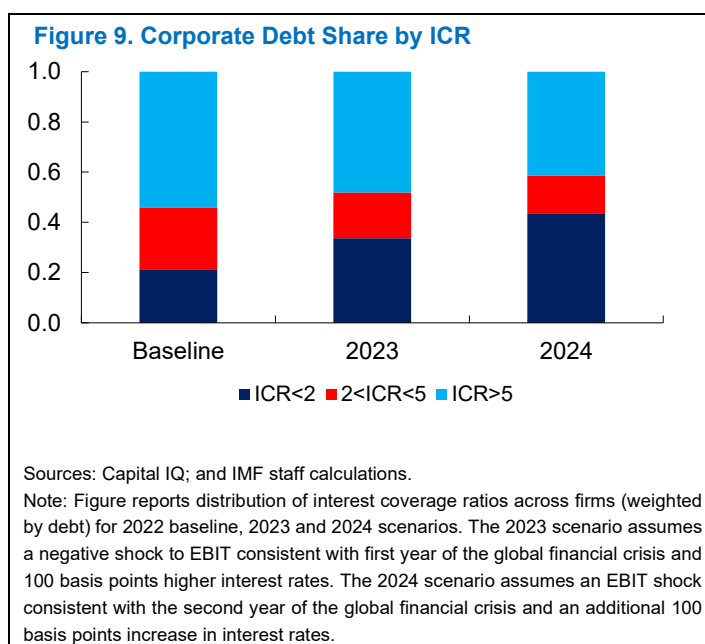 Figure 9. Corporate Debt Share by ICR
1.0
0.8
0.6
0.4
0.2
0.0
Baseline 2023 2024
ICR<2 2<ICR<5 ICR>5
Sources: Capital IQ; and IMF staff calculations.
Note: Figure reports distribution of interest coverage ratios across firms (weighted
by debt) for 2022 baseline, 2023 and 2024 scenarios. The 2023 scenario assumes
a negative shock to EBIT consistent with first year of the global financial crisis and
100 basis points higher interest rates. The 2024 scenario assumes an EBIT shock
consistent with the second year of the global financial crisis and an additional 100
basis points increase in interest rates.